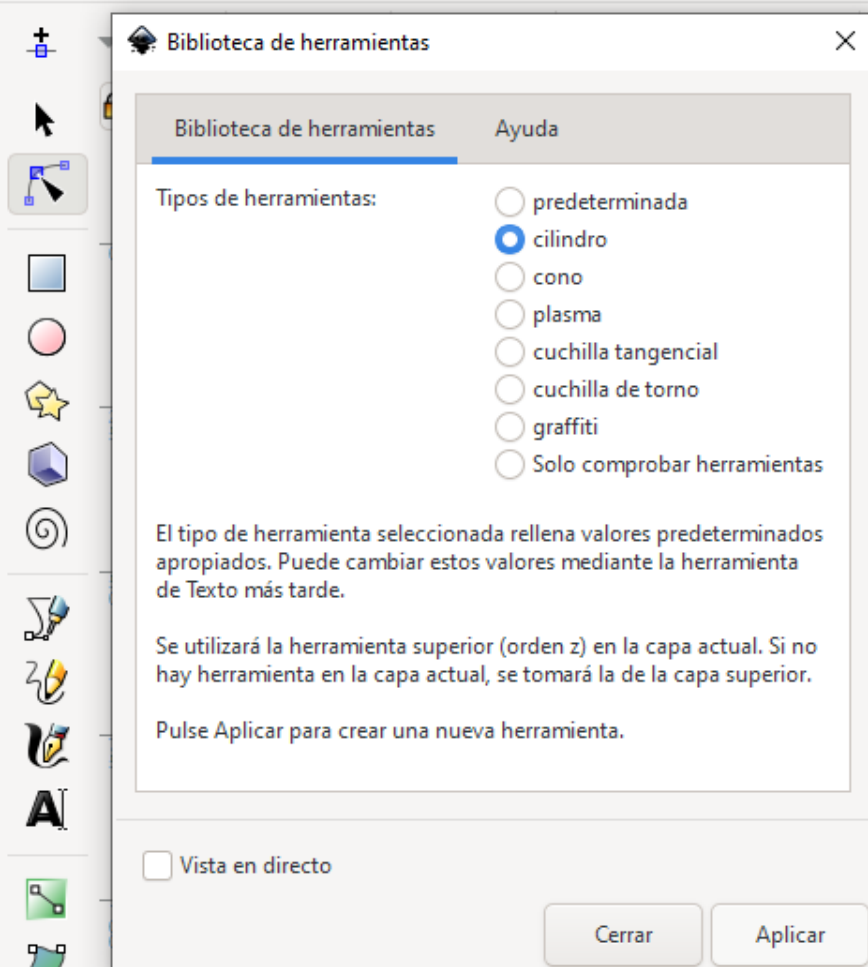 Biblioteca de herramientas
Biblioteca de herramientas
Ayuda
Tipos de herramientas:
predeterminada
cilindro
cono
plasma
cuchilla tangencial
cuchilla de torno
graffiti
Solo comprobar herramientas
El tipo de herramienta seleccionada rellena valores predeterminados
apropiados. Puede cambiar estos valores mediante la herramienta
de Texto más tarde.
Se utilizará la herramienta superior (orden z) en la capa actual. Si no
hay herramienta en la capa actual, se tomará la de la capa superior.
Pulse Aplicar para crear una nueva herramienta.
Vista en directo
Cerrar
Aplicar